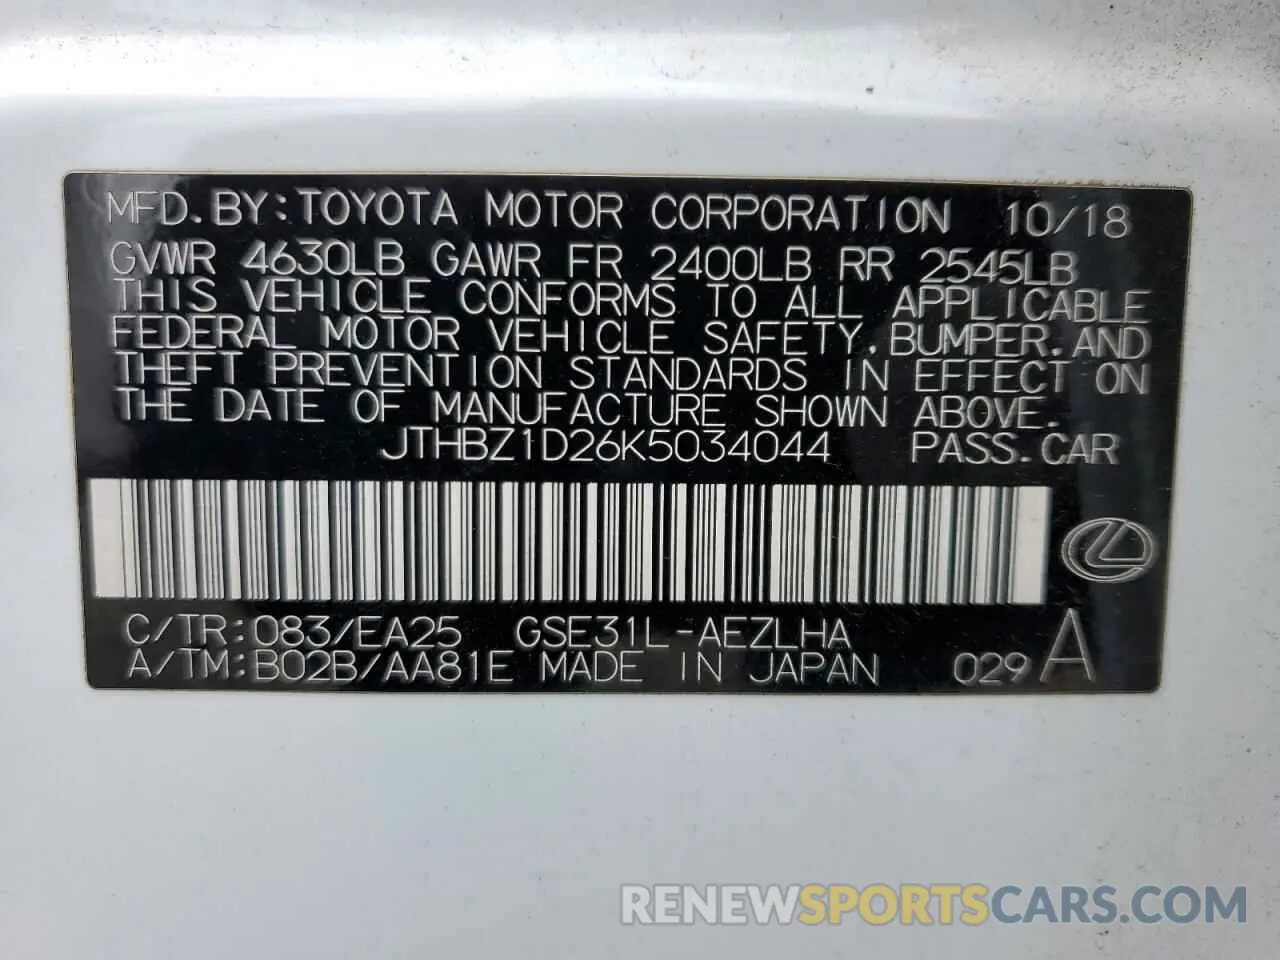 MFD. BY: TOYOTA MOTOR CORPORATION 10/18
GVWR 4630LB GAWR FR 2400LB RR 2545LB
THIS VEHICLE CONFORMS TO ALL APPLICABLE
FEDERAL MOTOR VEHICLE SAFETY, BUMPER, AND
THEFT PREVENTION STANDARDS IN EFFECT ON
THE DATE OF MANUFACTURE SHOWN ABOVE.
JTHBZ1D26K5034044 PASS. CAR
C/TR: 083/EA25 GSE31L-AEZLHA
A/TM: B02B/AA81E MADE IN JAPAN 029 A
RENEWSPORTSCARS.COM